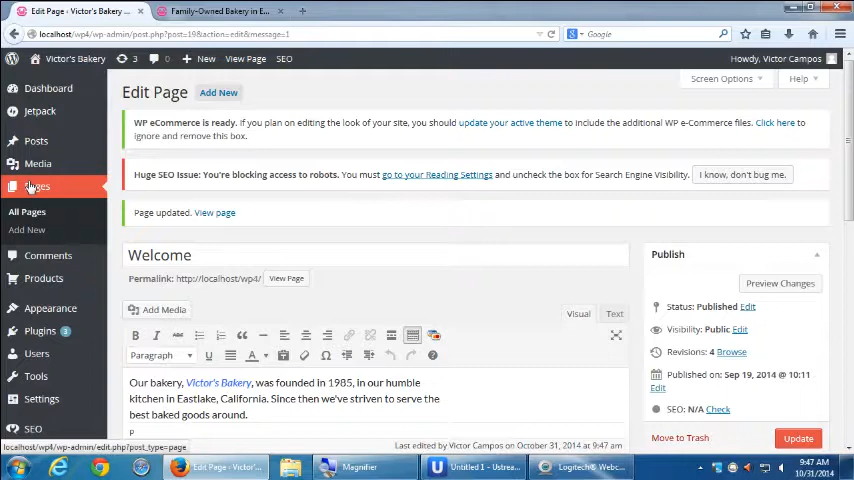 Edit Page ‹ Victor's Bakery...
Family-Owned Bakery in E...
localhost/wp4/wp-admin/post.php?post=19&action=edit&message=1
Google
Victor's Bakery 3 0 + New View Page SEO
Howdy, Victor Campos
Dashboard
Jetpack
Posts
Media
Pages
All Pages
Add New
Comments
Products
Appearance
Plugins 3
Users
Tools
Settings
SEO
Screen Options
Help
Edit Page Add New
WP eCommerce is ready. If you plan on editing the look of your site, you should update your active theme to include the additional WP eCommerce files. Click here to
ignore and remove this box.
Huge SEO Issue: You're blocking access to robots. You must go to your Reading Settings and uncheck the box for Search Engine Visibility. I know, don't bug me.
Page updated. View page
Welcome
Permalink: http://localhost/wp4/ View Page
Add Media
Visual Text
B I ABC
Paragraph U A
Our bakery, Victor's Bakery, was founded in 1985, in our humble
kitchen in Eastlake, California. Since then we've striven to serve the
best baked goods around.
P
Last edited by Victor Campos on October 31, 2014 at 9:47 am
Publish
Preview Changes
Status: Published Edit
Visibility: Public Edit
Revisions: 4 Browse
Published on: Sep 19, 2014 @ 10:11
Edit
SEO: N/A Check
Move to Trash Update
localhost/wp4/wp-admin/edit.php?post_type=page
Edit Page ‹ Victor'...
Magnifier
Untitled 1 - Ustrea...
Logitech® Webc...
9:47 AM
10/31/2014